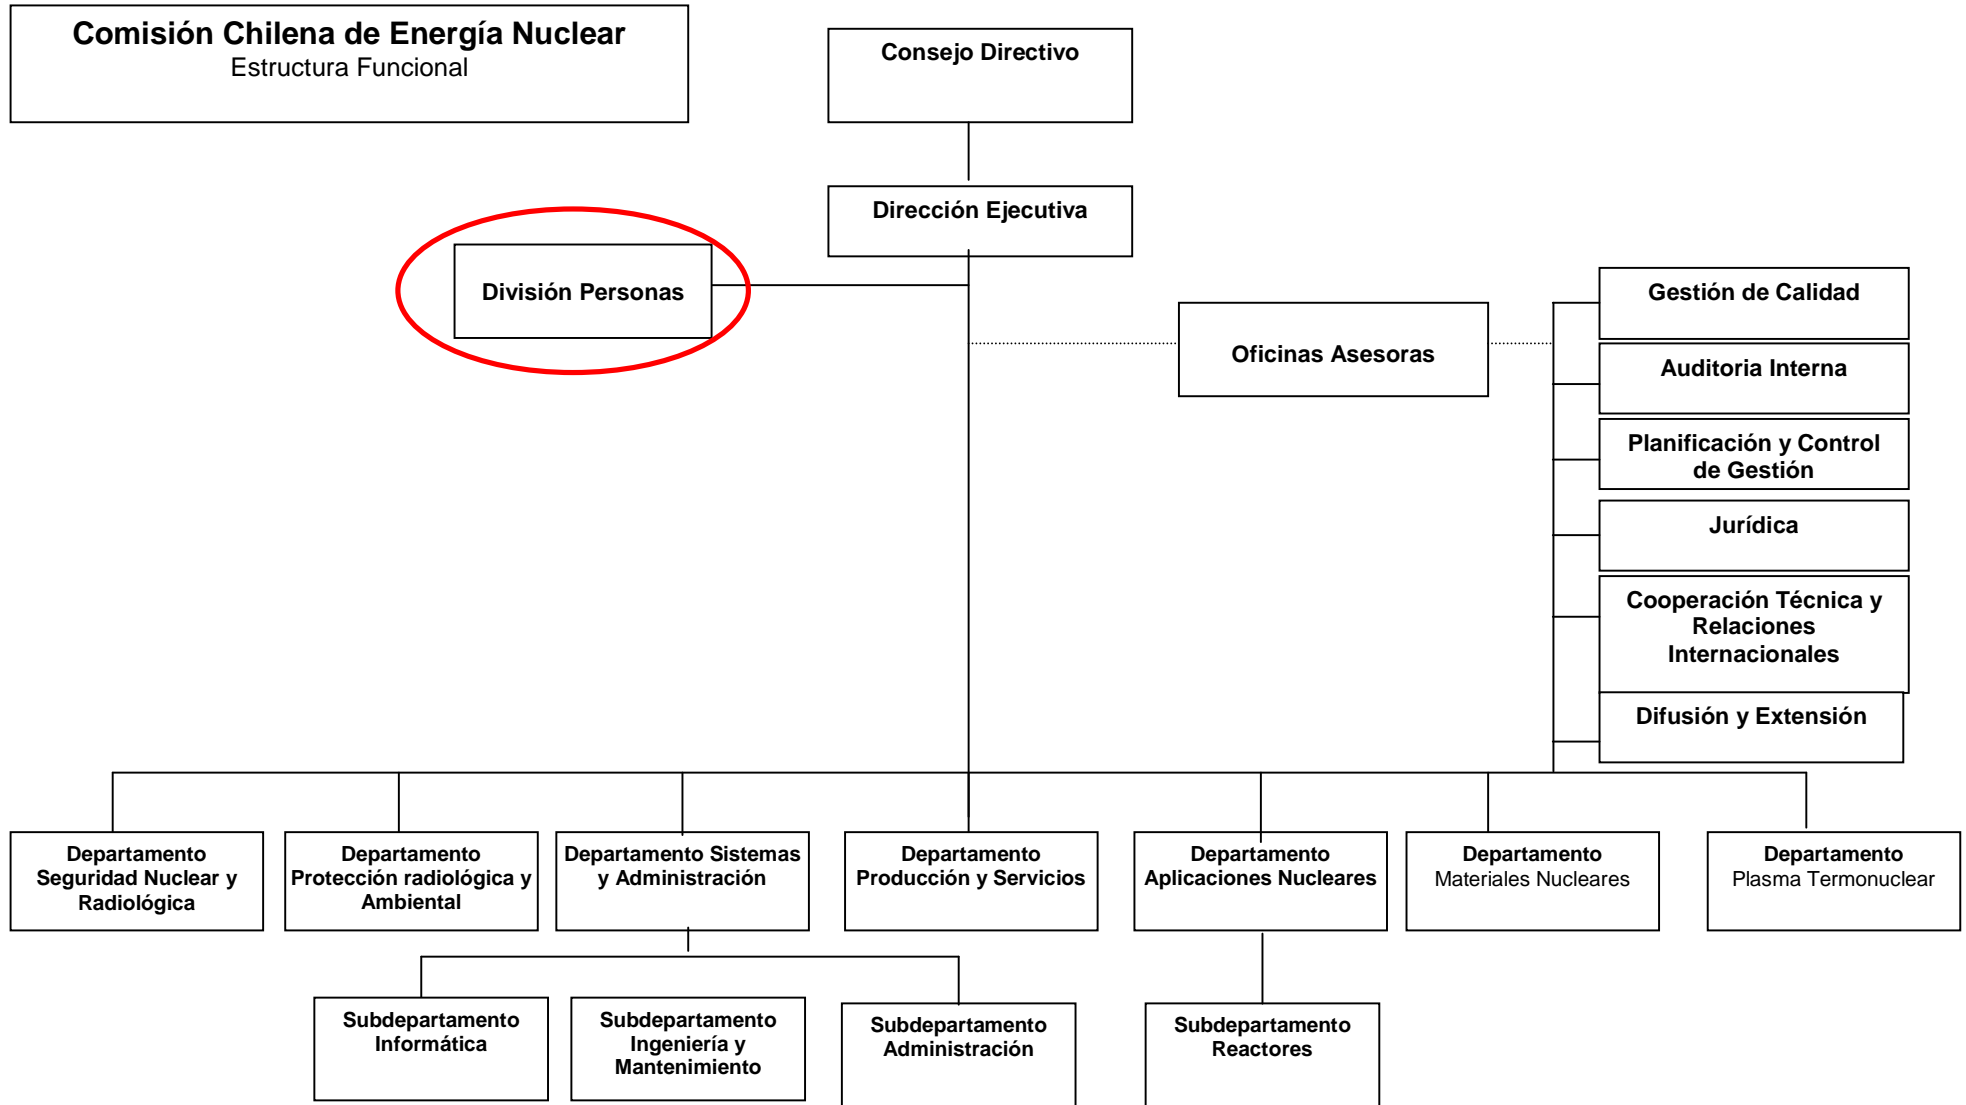 Comisión Chilena de Energía Nuclear
Estructura Funcional
Consejo Directivo
Dirección Ejecutiva
División Personas
Oficinas Asesoras
Gestión de Calidad
Auditoria Interna
Planificación y Control
de Gestión
Jurídica
Cooperación Técnica y
Relaciones
Internacionales
Difusión y Extensión
Departamento
Seguridad Nuclear y
Radiológica
Departamento
Protección radiológica y
Ambiental
Departamento Sistemas
y Administración
Departamento
Producción y Servicios
Departamento
Aplicaciones Nucleares
Departamento
Materiales Nucleares
Departamento
Plasma Termonuclear
Subdepartamento
Informática
Subdepartamento
Ingeniería y
Mantenimiento
Subdepartamento
Administración
Subdepartamento
Reactores